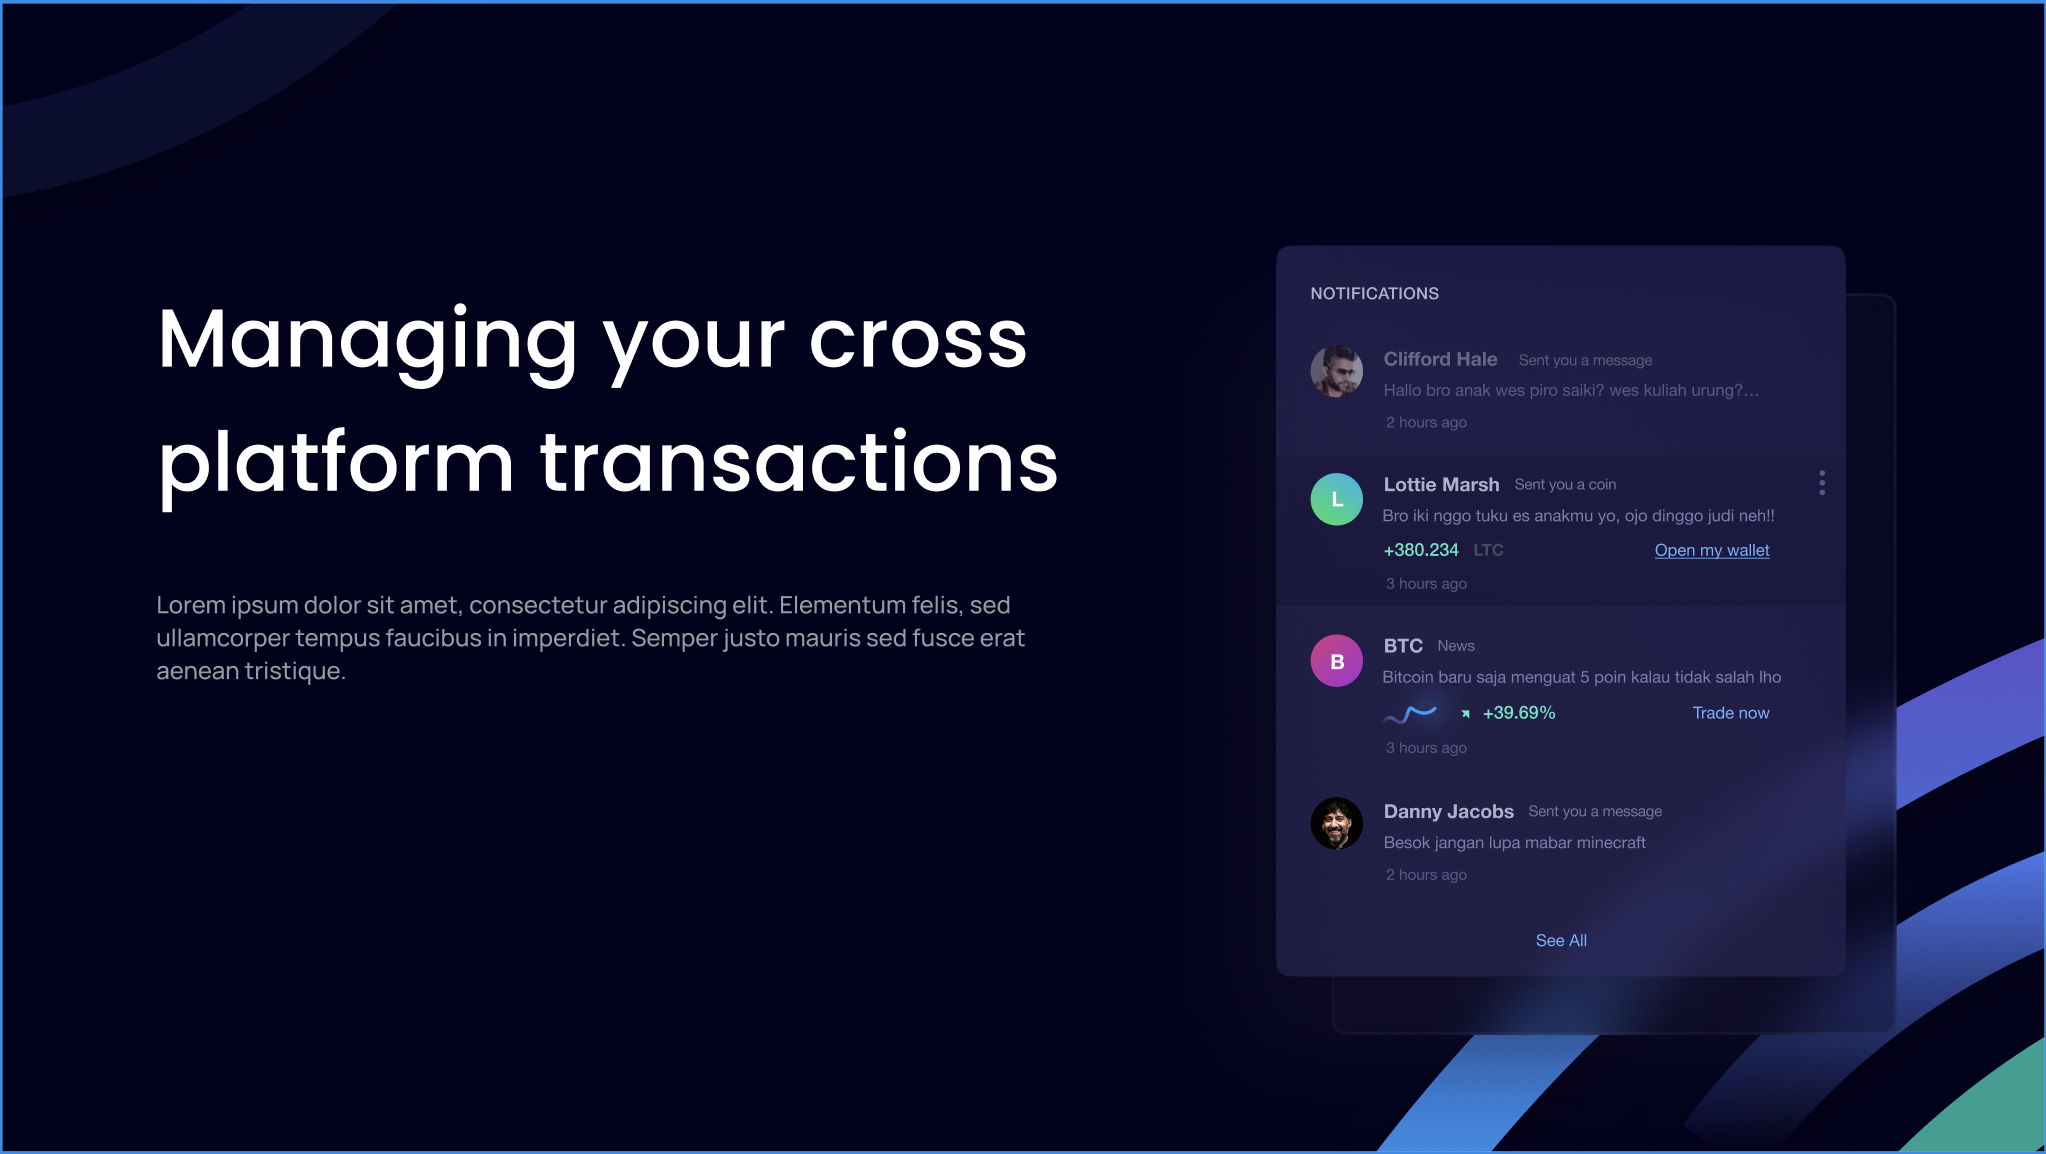 Managing your cross
platform transactions
Lorem ipsum dolor sit amet, consectetur adipiscing elit. Elementum felis, sed
ullamcorper tempus faucibus in imperdiet. Semper justo mauris sed fusce erat
aenean tristique.
NOTIFICATIONS
Clifford Hale Sent you a message
Hallo bro anak wes piro saiki? wes kuliah urung?...
2 hours ago
L
Lottie Marsh Sent you a coin
Bro iki nggo tuku es anakmu yo, ojo dinggo judi neh!!
+380.234 LTC Open my wallet
3 hours ago
B
BTC News
Bitcoin baru saja menguat 5 poin kalau tidak salah lho
+39.69% Trade now
3 hours ago
Danny Jacobs Sent you a message
Besok jangan lupa mabar minecraft
2 hours ago
See All